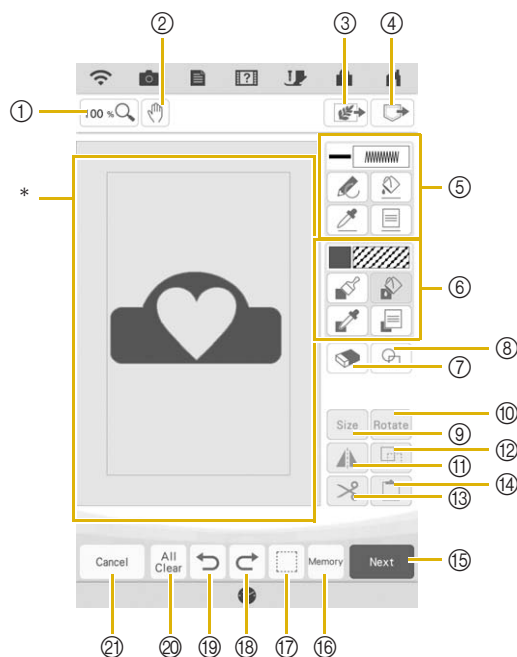 ② ③ ④
?
① 100 % 
*
⑤
⑥
⑧
⑦
⑩
Size Rotate
⑨
⑫
⑪
⑭
⑬
Cancel All Clear Memory Next ⑮
㉑ ⑳ ⑲ ⑱ ⑰ ⑯